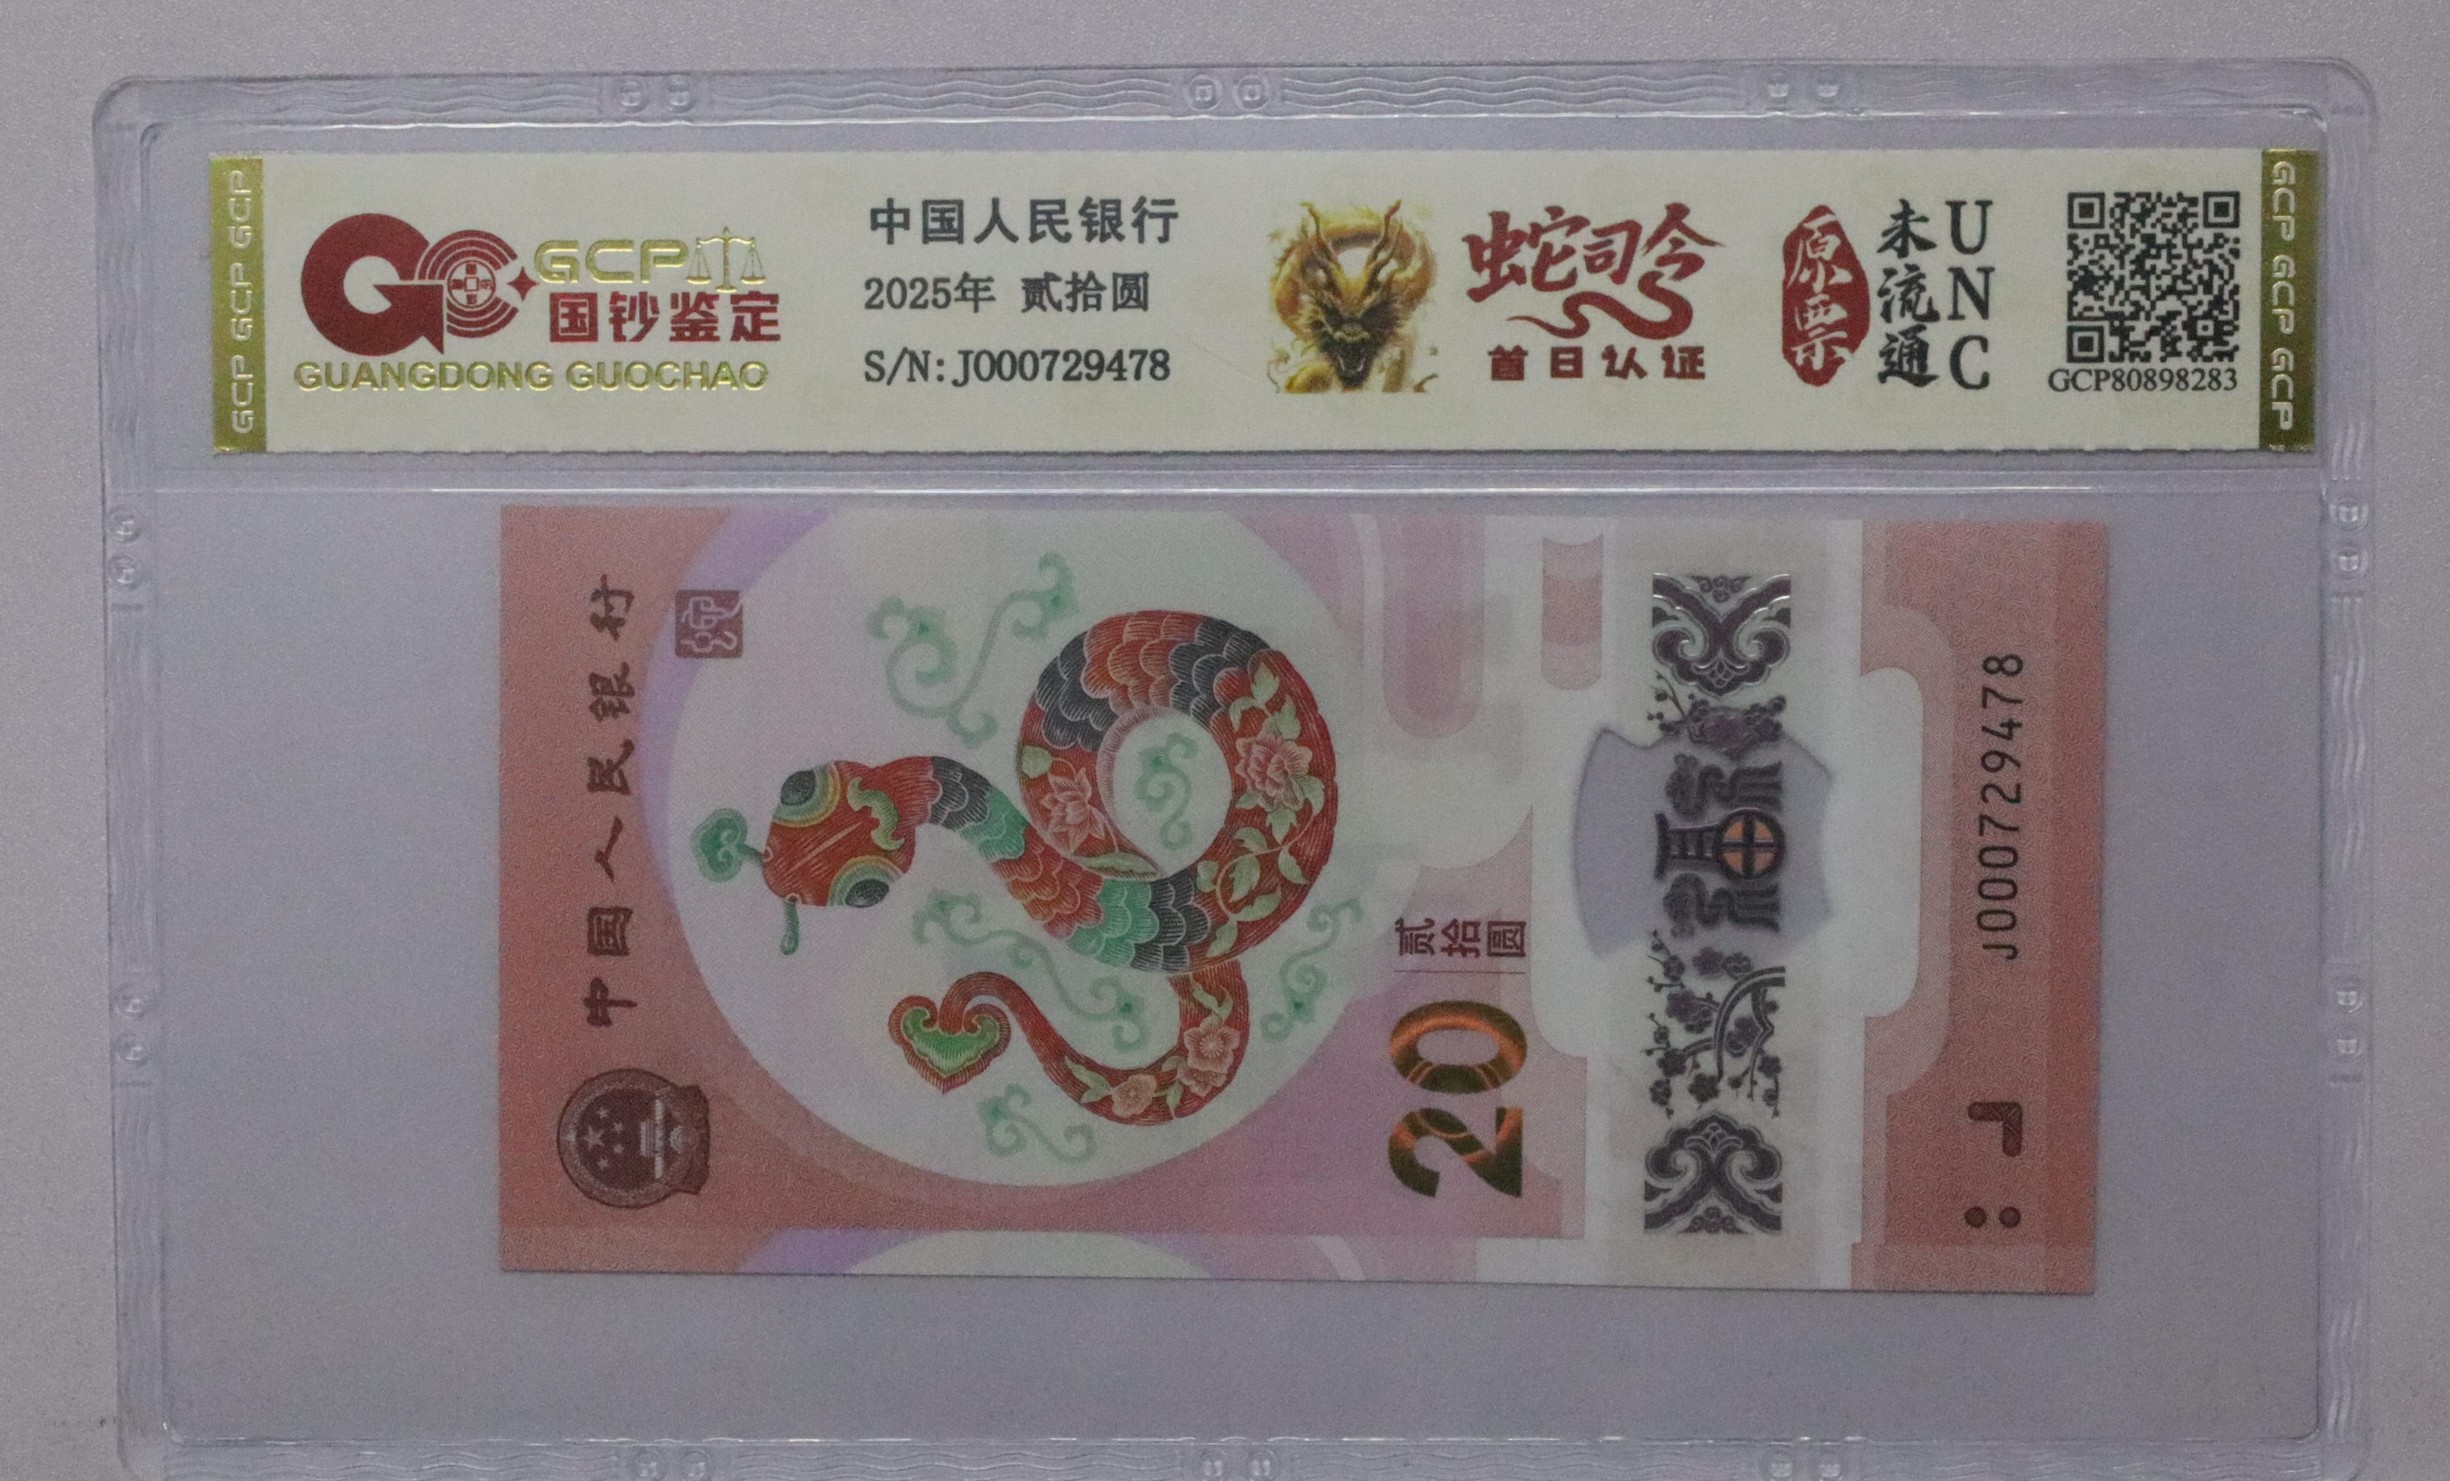 GCP GCP GCP
GCP
国钞鉴定
GUANGDONG GUOCHAO
中国人民银行
2025年 贰拾圆
S/N:J000729478
蛇司令
首日认证
原票
未流通
UNC
GCP80898283
GCP GCP GCP
中国人民银行
20
贰拾圆
福
J
J000729478